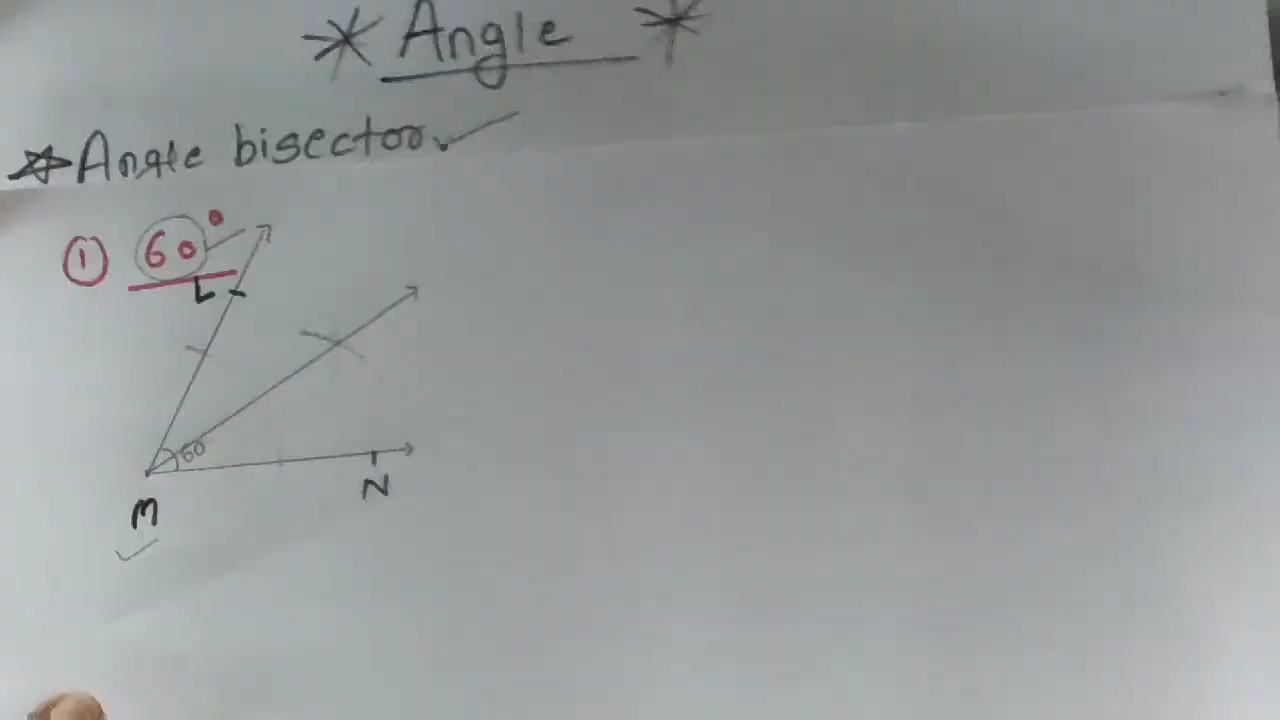 * Angle *
☆ Angle bisector ✓
① 60°
L
60
N
M